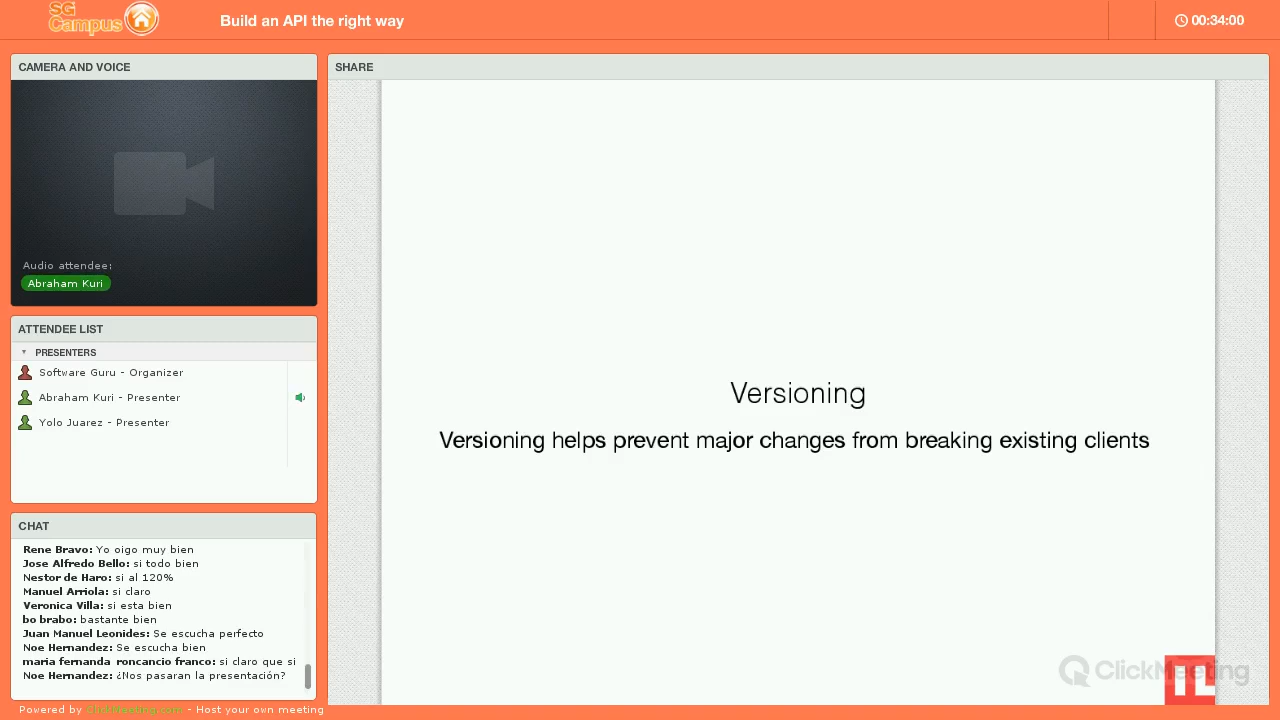 SG
Campus
Build an API the right way
00:34:00
CAMERA AND VOICE
Audio attendee:
Abraham Kuri
ATTENDEE LIST
PRESENTERS
Software Guru - Organizer
Abraham Kuri - Presenter
Yolo Juarez - Presenter
CHAT
Rene Bravo: Yo oigo muy bien
Jose Alfredo Bello: si todo bien
Nestor de Haro: si al 120%
Manuel Arriola: si claro
Veronica Villa: si esta bien
bo brabo: bastante bien
Juan Manuel Leonides: Se escucha perfecto
Noe Hernandez: Se escucha bien
maria fernanda roncancio franco: si claro que si
Noe Hernandez: ¿Nos pasaran la presentación?
Powered by ClickMeeting.com - Host your own meeting
SHARE
Versioning
Versioning helps prevent major changes from breaking existing clients
ClickMeeting